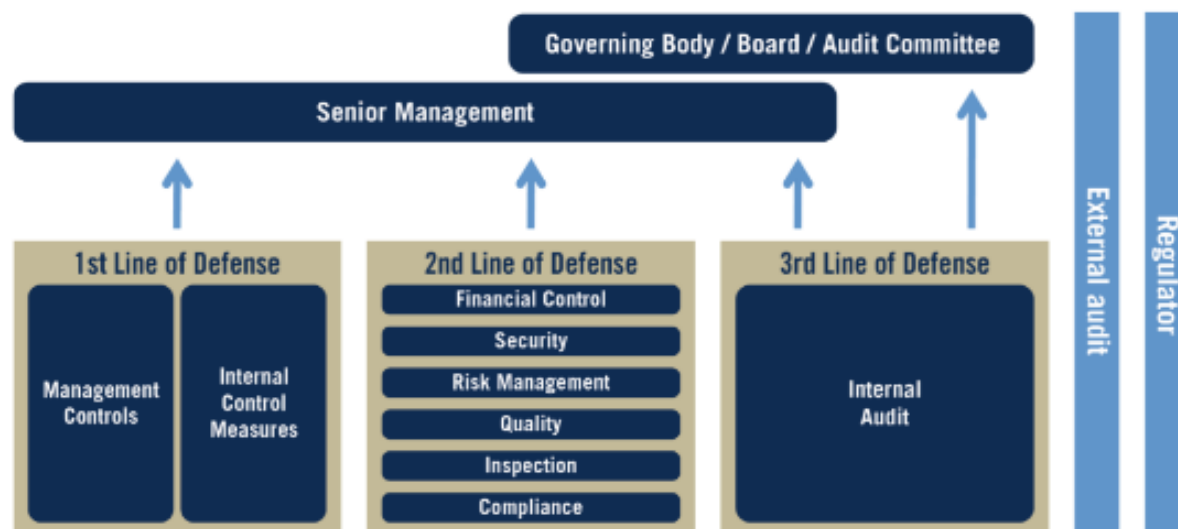 Governing Body / Board / Audit Committee
Senior Management
1st Line of Defense
Management
Controls
Internal
Control
Measures
2nd Line of Defense
Financial Control
Security
Risk Management
Quality
Inspection
Compliance
3rd Line of Defense
Internal
Audit
External audit
Regulator